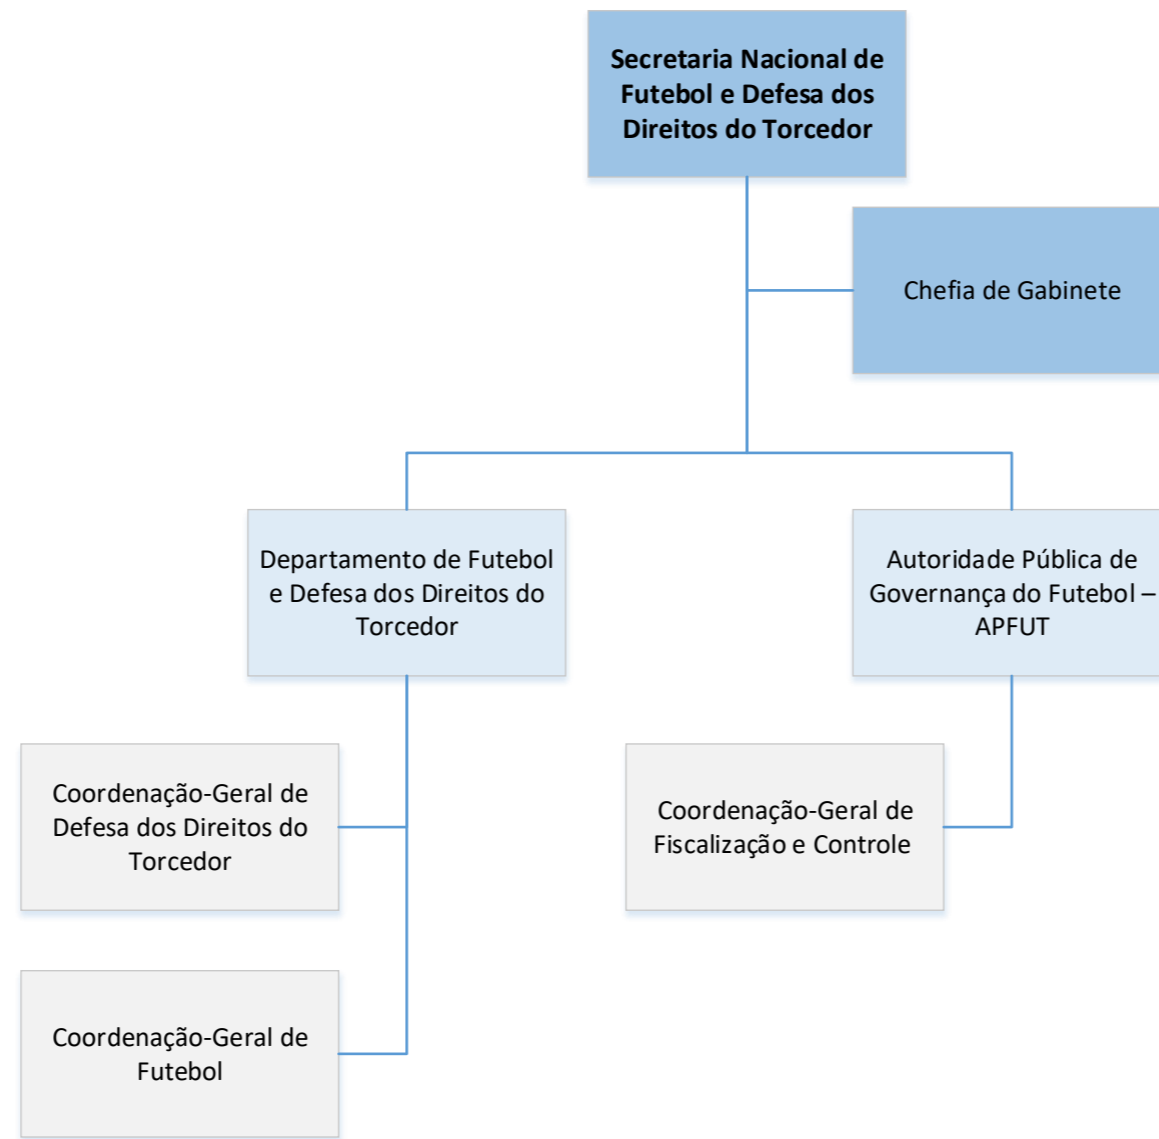 Secretaria Nacional de
Futebol e Defesa dos
Direitos do Torcedor
Chefia de Gabinete
Departamento de Futebol
e Defesa dos Direitos do
Torcedor
Autoridade Pública de
Governança do Futebol –
APFUT
Coordenação-Geral de
Defesa dos Direitos do
Torcedor
Coordenação-Geral de
Fiscalização e Controle
Coordenação-Geral de
Futebol